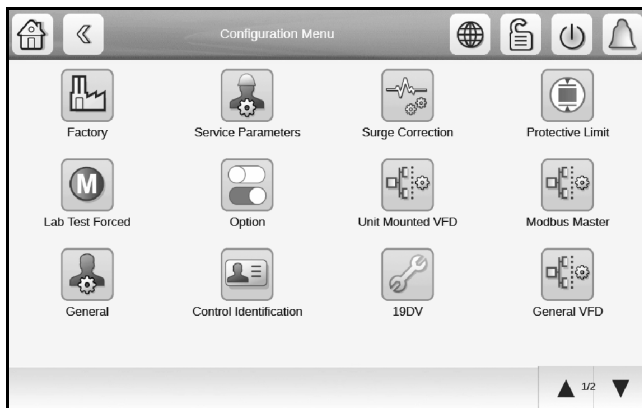 Configuration Menu
Factory Service Parameters Surge Correction Protective Limit
M
Lab Test Forced Option Unit Mounted VFD Modbus Master
General Control Identification 19DV General VFD
1/2